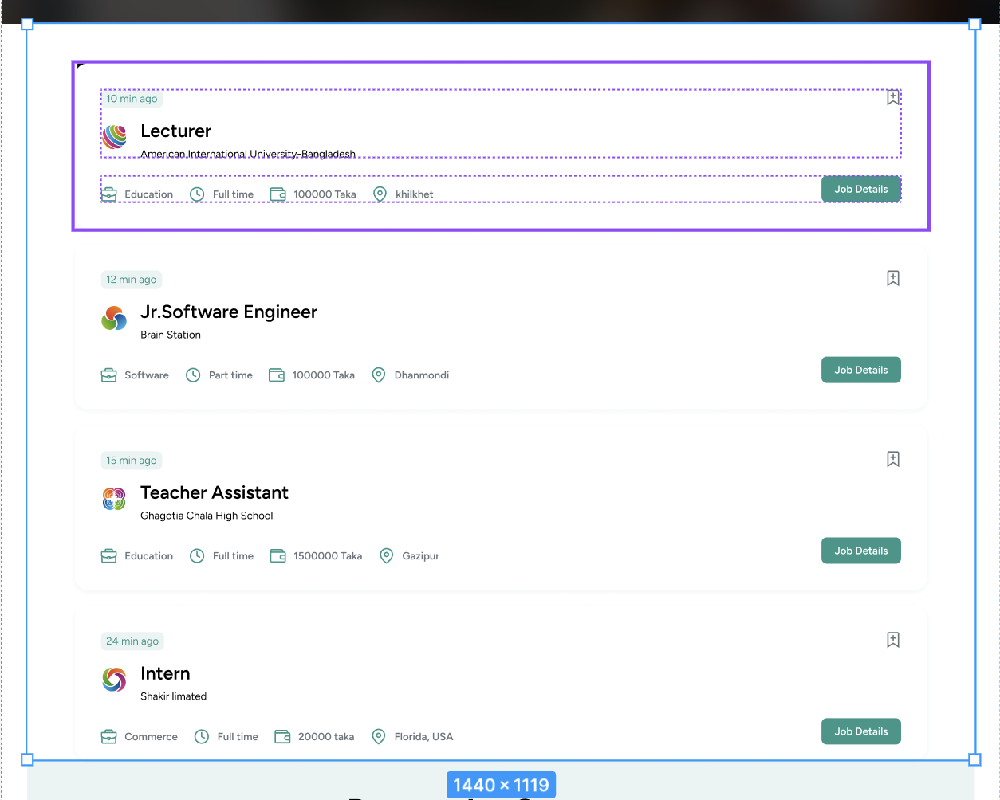 10 min ago
Lecturer
American International University-Bangladesh
Education Full time 100000 Taka khilkhet Job Details
12 min ago
Jr.Software Engineer
Brain Station
Software Part time 100000 Taka Dhanmondi Job Details
15 min ago
Teacher Assistant
Ghagotia Chala High School
Education Full time 1500000 Taka Gazipur Job Details
24 min ago
Intern
Shakir limated
Commerce Full time 20000 taka Florida, USA Job Details
1440 × 1119